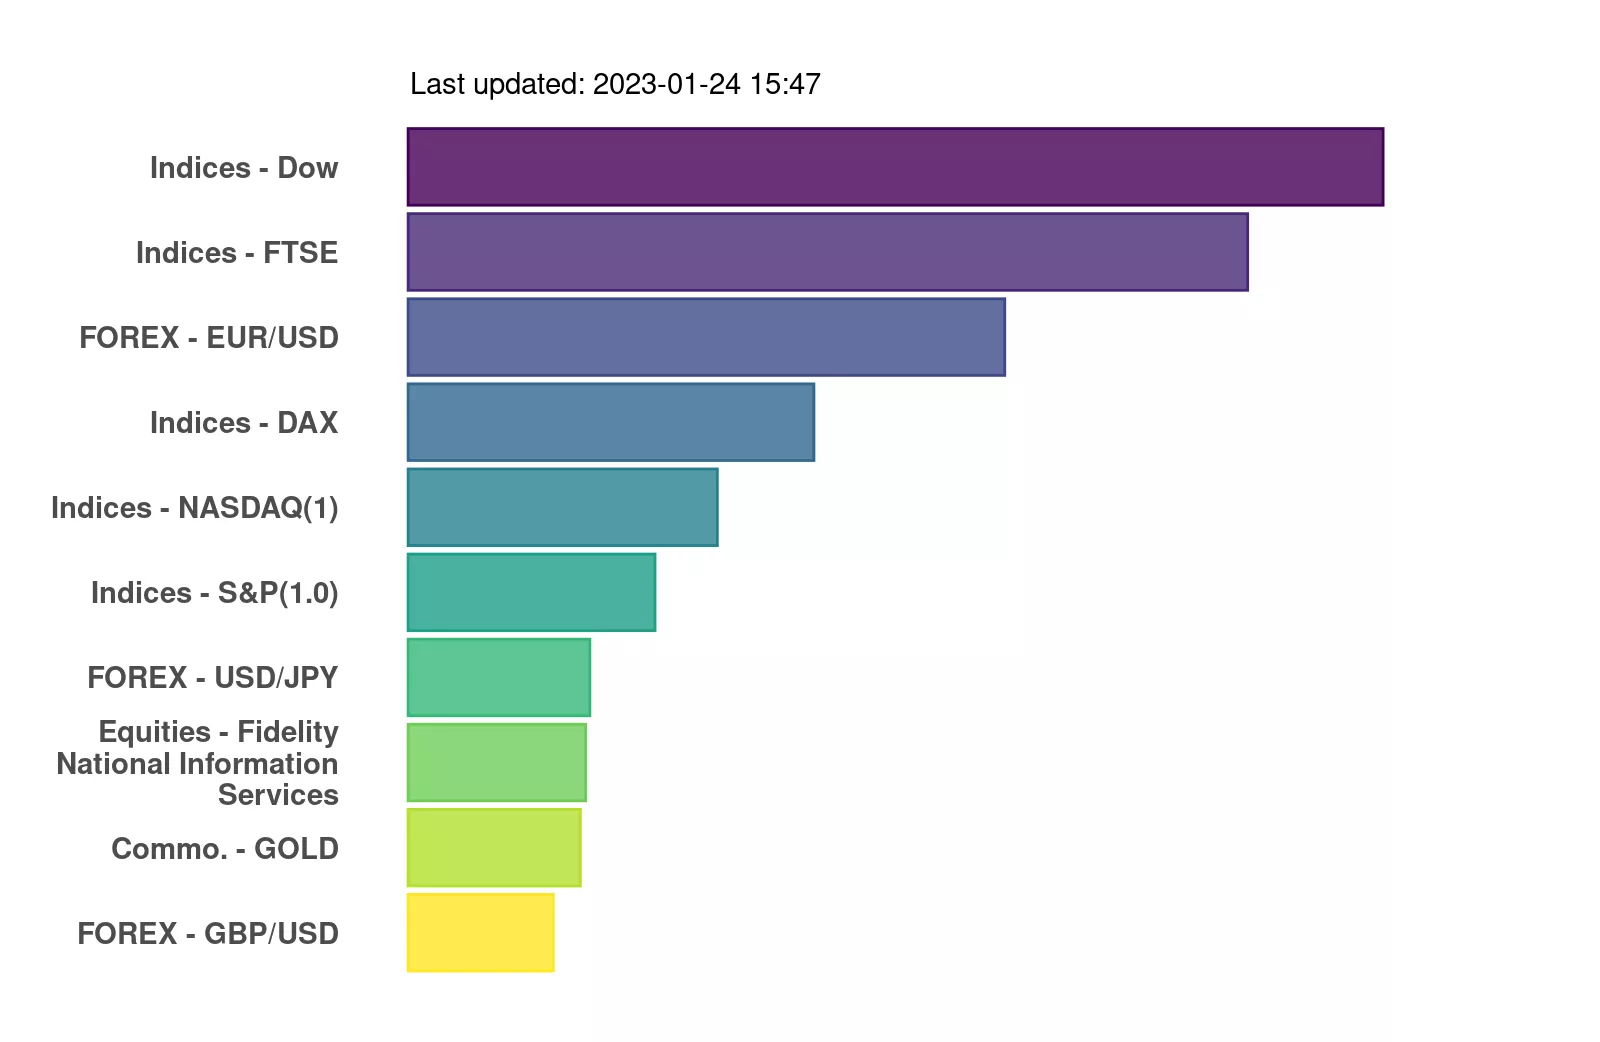 Last updated: 2023-01-24 15:47
Indices - Dow
Indices - FTSE
FOREX - EUR/USD
Indices - DAX
Indices - NASDAQ(1)
Indices - S&P(1.0)
FOREX - USD/JPY
Equities - Fidelity
National Information
Services
Commo. - GOLD
FOREX - GBP/USD